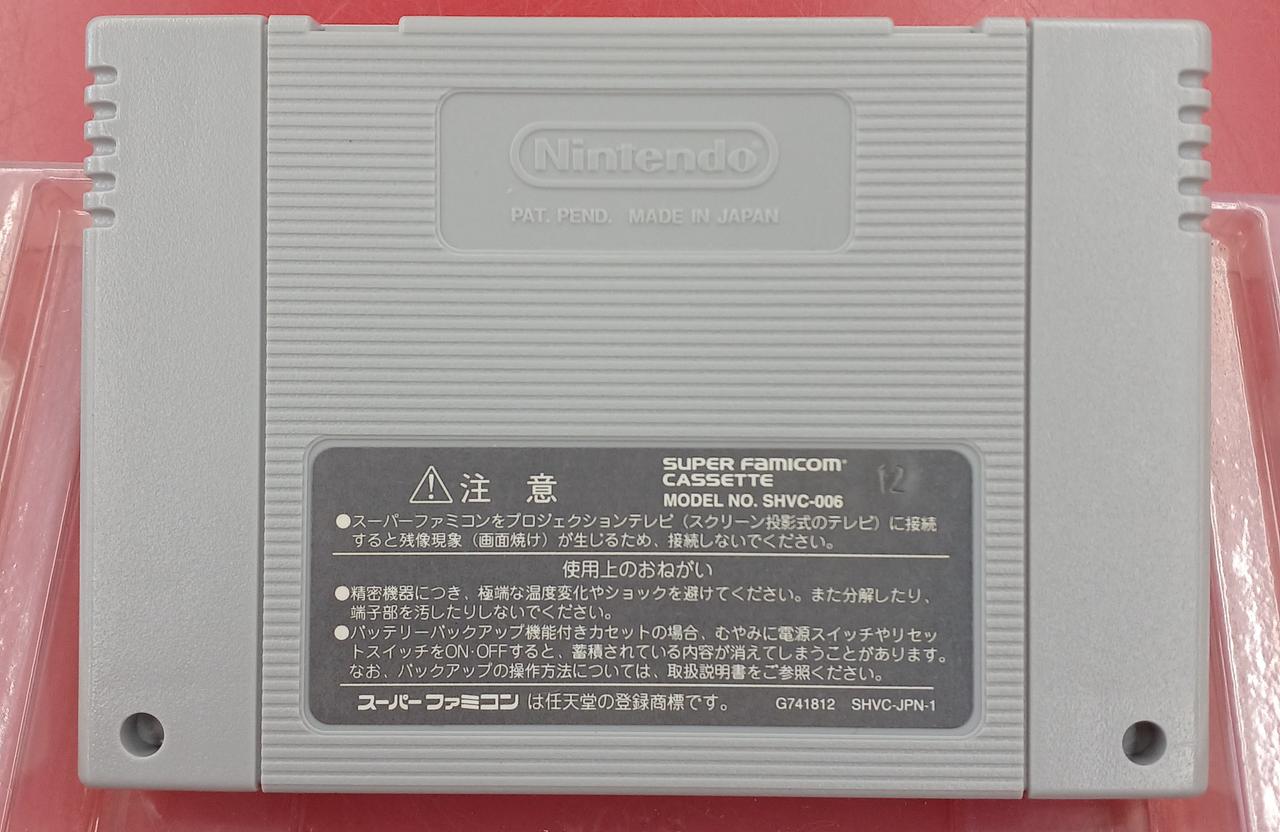 Nintendo®
PAT. PEND. MADE IN JAPAN
⚠注 意
SUPER FAMICOM®
CASSETTE
MODEL NO. SHVC-006
12
●スーパーファミコンをプロジェクションテレビ（スクリーン投影式のテレビ）に接続
すると残像現象（画面焼け）が生じるため、接続しないでください。
使用上のおねがい
●精密機器につき、極端な温度変化やショックを避けてください。また分解したり、
端子部を汚したりしないでください。
●バッテリーバックアップ機能付きカセットの場合、むやみに電源スイッチやリセッ
トスイッチをON·OFFすると、蓄積されている内容が消えてしまうことがあります。
なお、バックアップの操作方法については、取扱説明書をご参照ください。
スーパーファミコンは任天堂の登録商標です。
G741812 SHVC-JPN-1